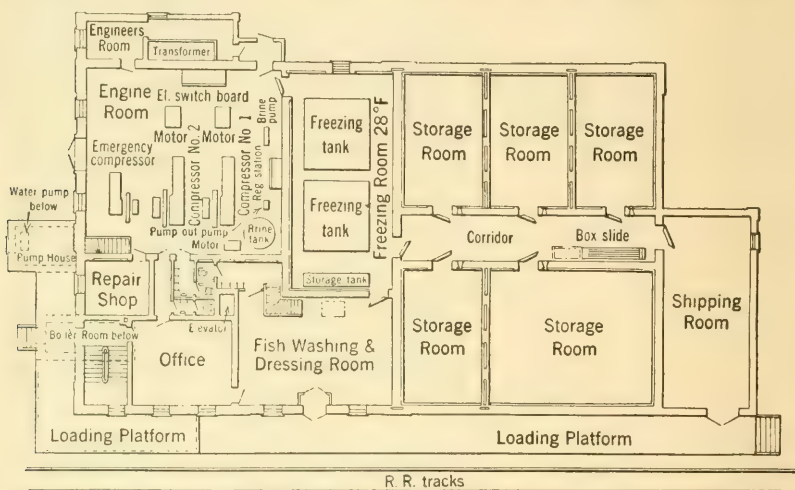 Engineers
Room
Transformer
Engine
Room
El. switch board
Motor
Motor
Brine
pump
Emergency
compressor
Compressor No. 2
Compressor No 1
Reg station
Freezing
tank
Freezing
tank
Freezing Room 28°F
Storage
Room
Storage
Room
Storage
Room
Water pump
below
Pump House
Pump out pump
Motor
Brine
tank
Corridor
Box slide
Repair
Shop
Storage tank
Elevator
Boiler Room below
Office
Fish Washing &
Dressing Room
Storage
Room
Storage
Room
Shipping
Room
Loading Platform
Loading Platform
R. R. tracks